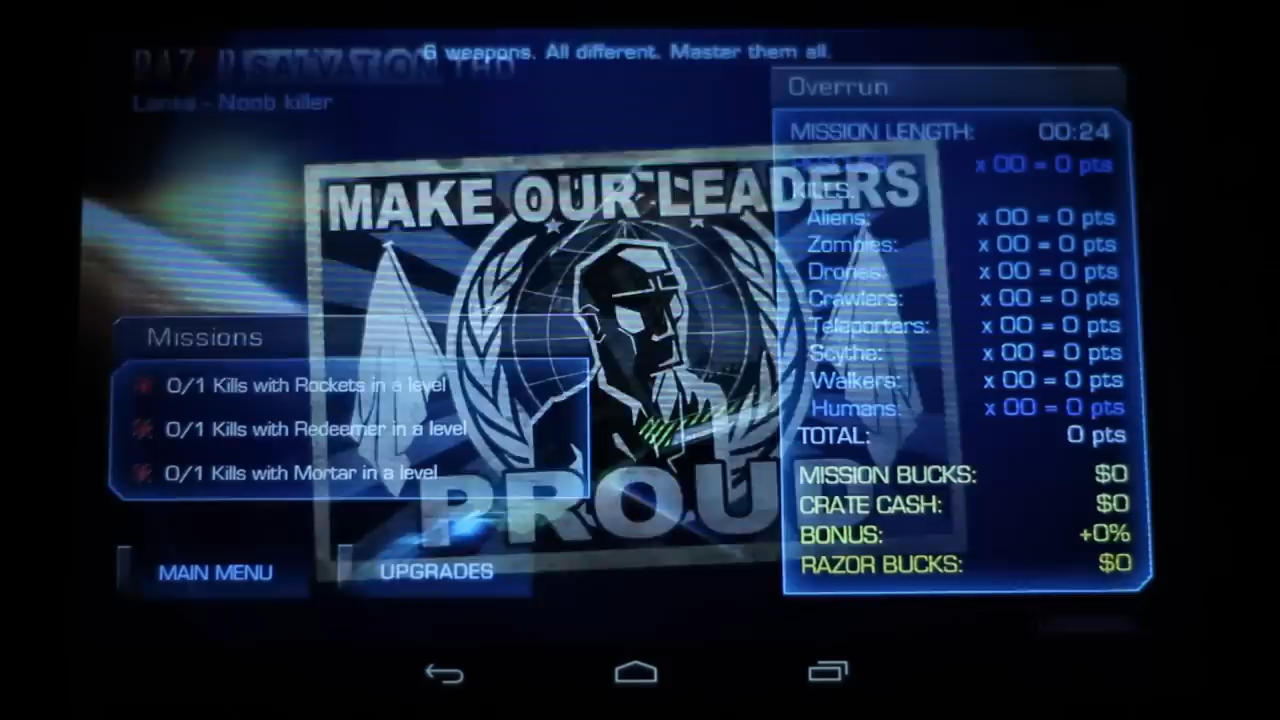 6 weapons. All different. Master them all.
SALVATION THD
- Noob killer
Overrun
MISSION LENGTH: 00:24
x 00 = 0 pts
KILLS:
Aliens: x 00 = 0 pts
Zombies: x 00 = 0 pts
Drones: x 00 = 0 pts
Crawlers: x 00 = 0 pts
Teleporters: x 00 = 0 pts
Scythe: x 00 = 0 pts
Walkers: x 00 = 0 pts
Humans: x 00 = 0 pts
TOTAL: 0 pts
MISSION BUCKS: $0
CRATE CASH: $0
BONUS: +0%
RAZOR BUCKS: $0
MAKE OUR LEADERS
PROUD
Missions
0/1 Kills with Rockets in a level
0/1 Kills with Redeemer in a level
0/1 Kills with Mortar in a level
MAIN MENU
UPGRADES